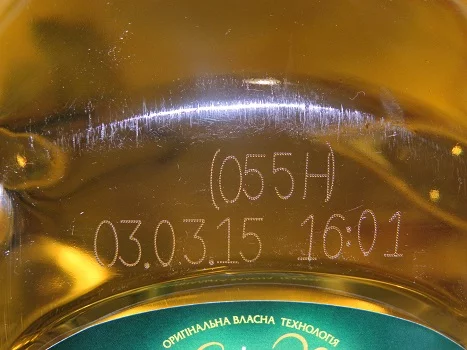 (055H)
03.03.15 16:01
ОРИГІНАЛЬНА ВЛАСНА ТЕХНОЛОГІЯ